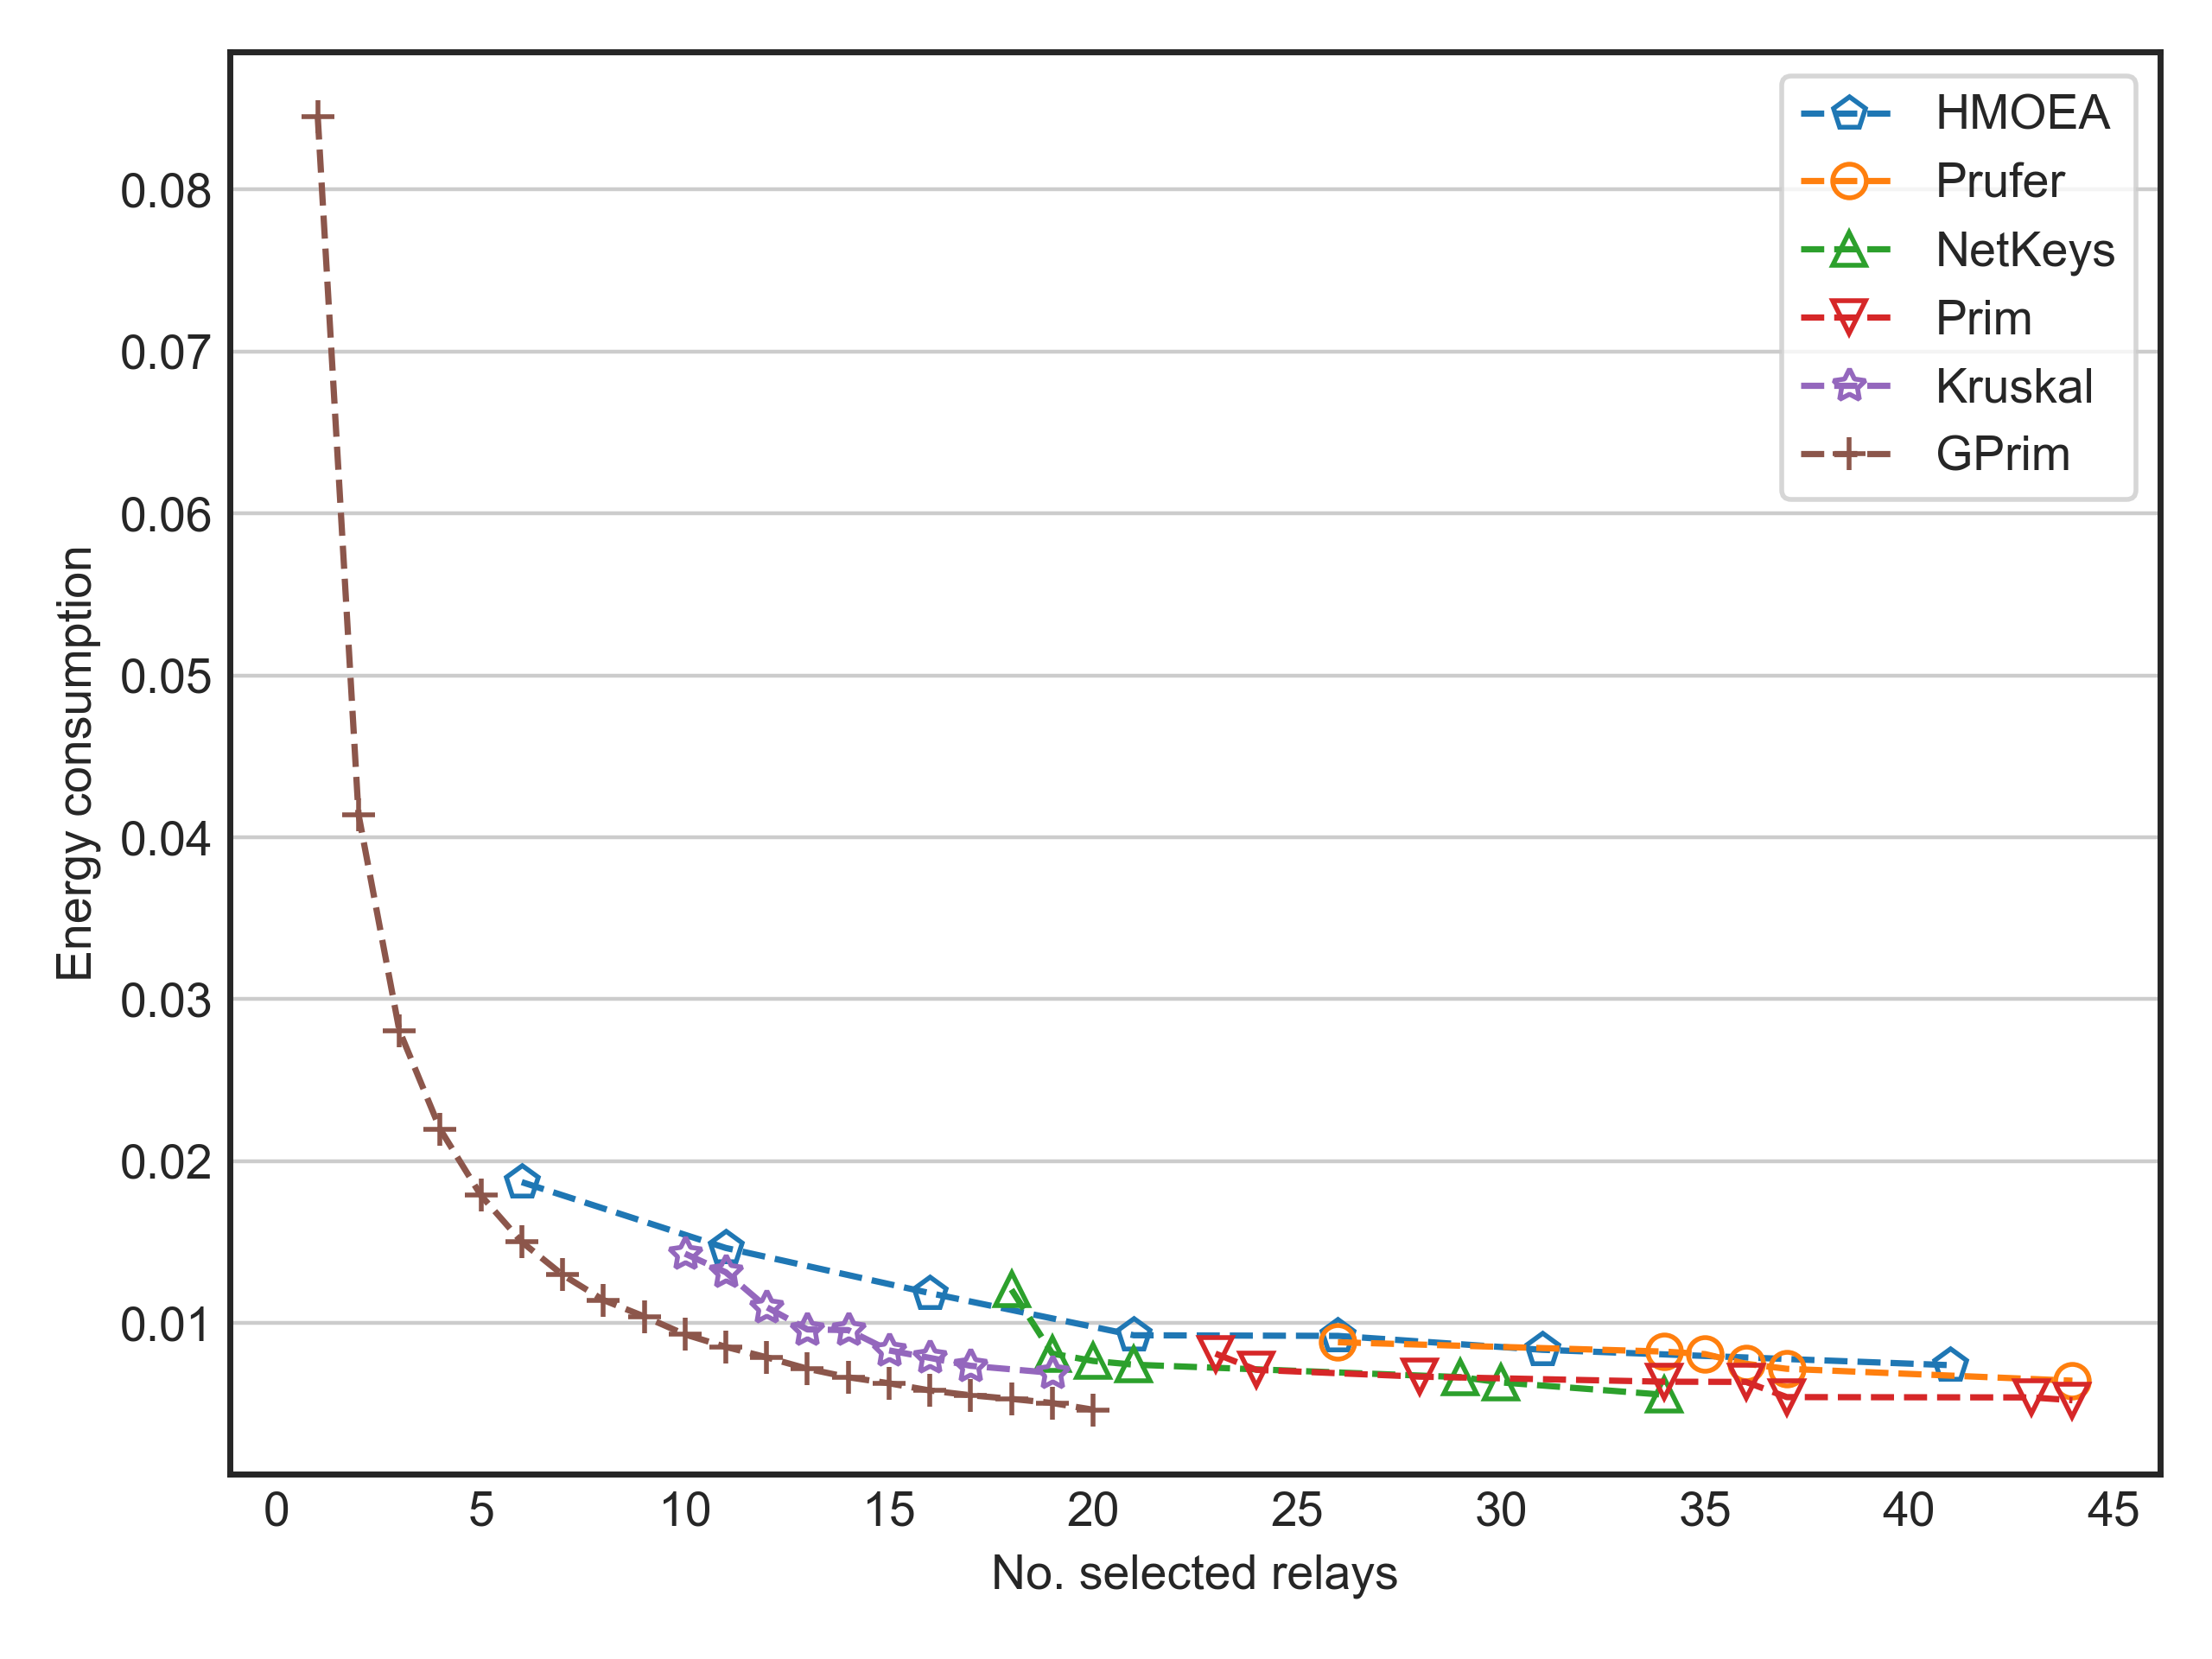 HMOEA
Prufer
NetKeys
Prim
Kruskal
GPrim
0.08
0.07
0.06
0.05
0.04
0.03
0.02
0.01
Energy consumption
0 5 10 15 20 25 30 35 40 45
No. selected relays